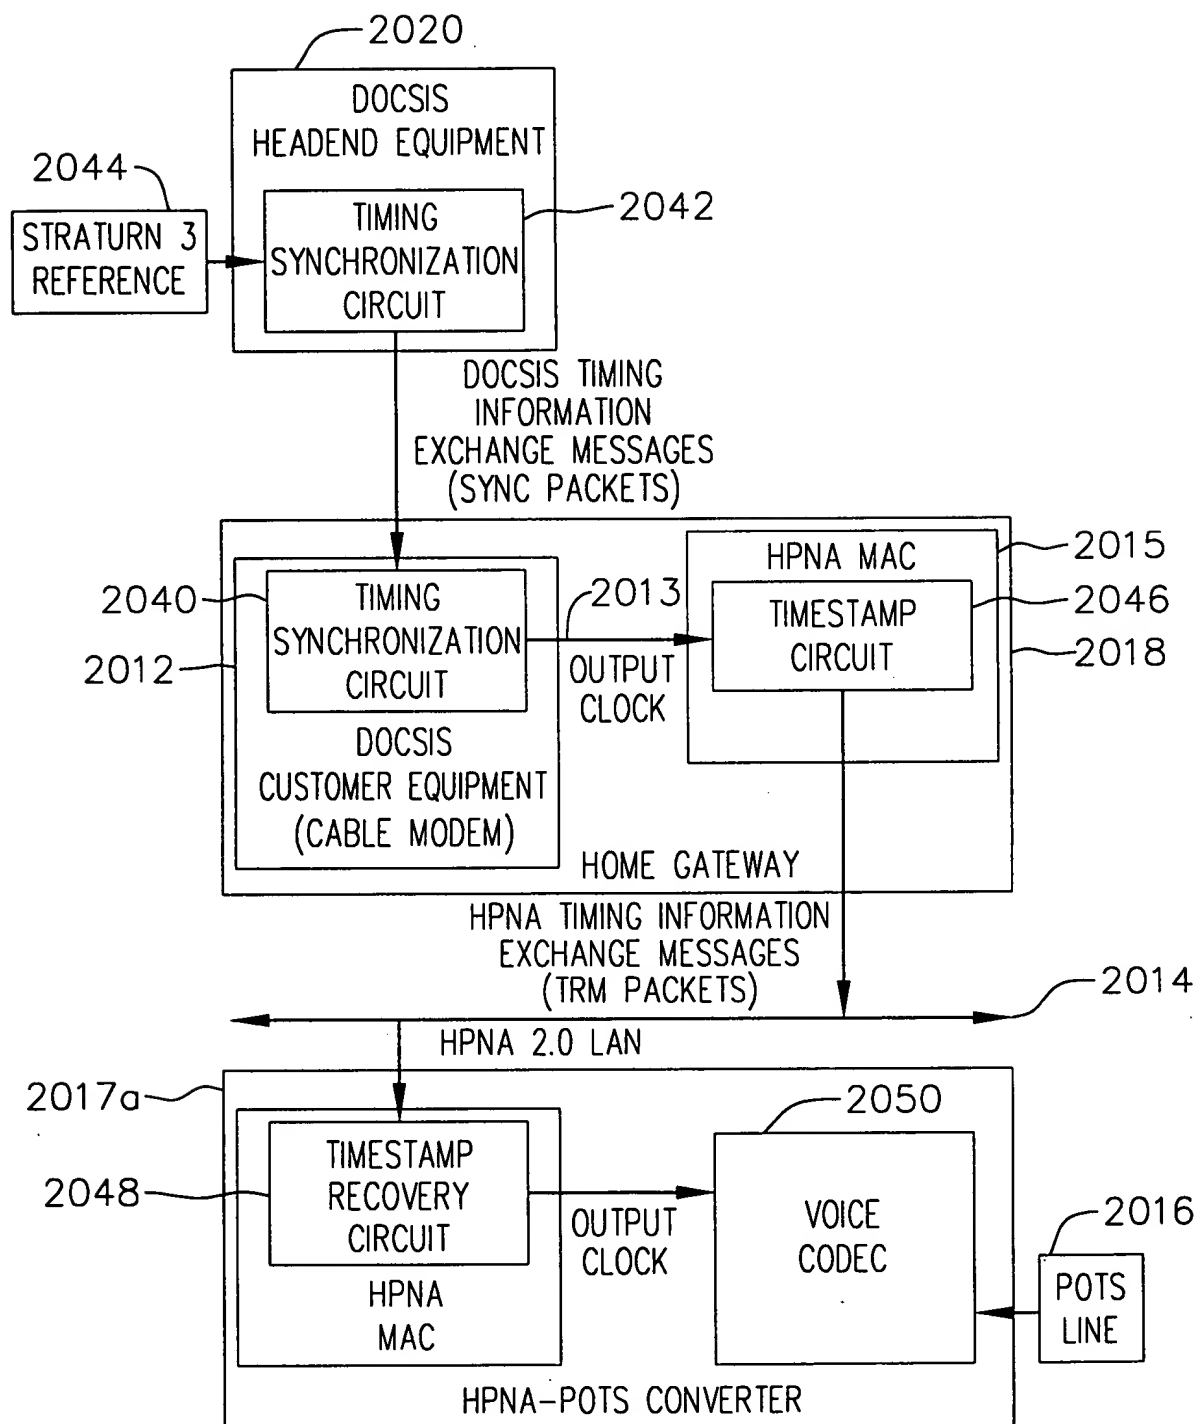 2020
DOCSIS
HEADEND EQUIPMENT
2044
STRATURN 3
REFERENCE
TIMING
SYNCHRONIZATION
CIRCUIT
2042
DOCSIS TIMING
INFORMATION
EXCHANGE MESSAGES
(SYNC PACKETS)
2040
TIMING
SYNCHRONIZATION
CIRCUIT
2012
DOCSIS
CUSTOMER EQUIPMENT
(CABLE MODEM)
2013
OUTPUT
CLOCK
HPNA MAC
2015
TIMESTAMP
CIRCUIT
2046
2018
HOME GATEWAY
HPNA TIMING INFORMATION
EXCHANGE MESSAGES
(TRM PACKETS)
2014
HPNA 2.0 LAN
2017a
TIMESTAMP
RECOVERY
CIRCUIT
2048
HPNA
MAC
OUTPUT
CLOCK
2050
VOICE
CODEC
2016
POTS
LINE
HPNA-POTS CONVERTER